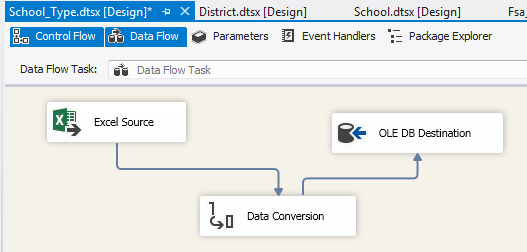 School_Type.dtsx [Design]* District.dtsx [Design] School.dtsx [Design] Fsa_
Control Flow Data Flow Parameters Event Handlers Package Explorer
Data Flow Task: Data Flow Task
Excel Source
OLE DB Destination
Data Conversion